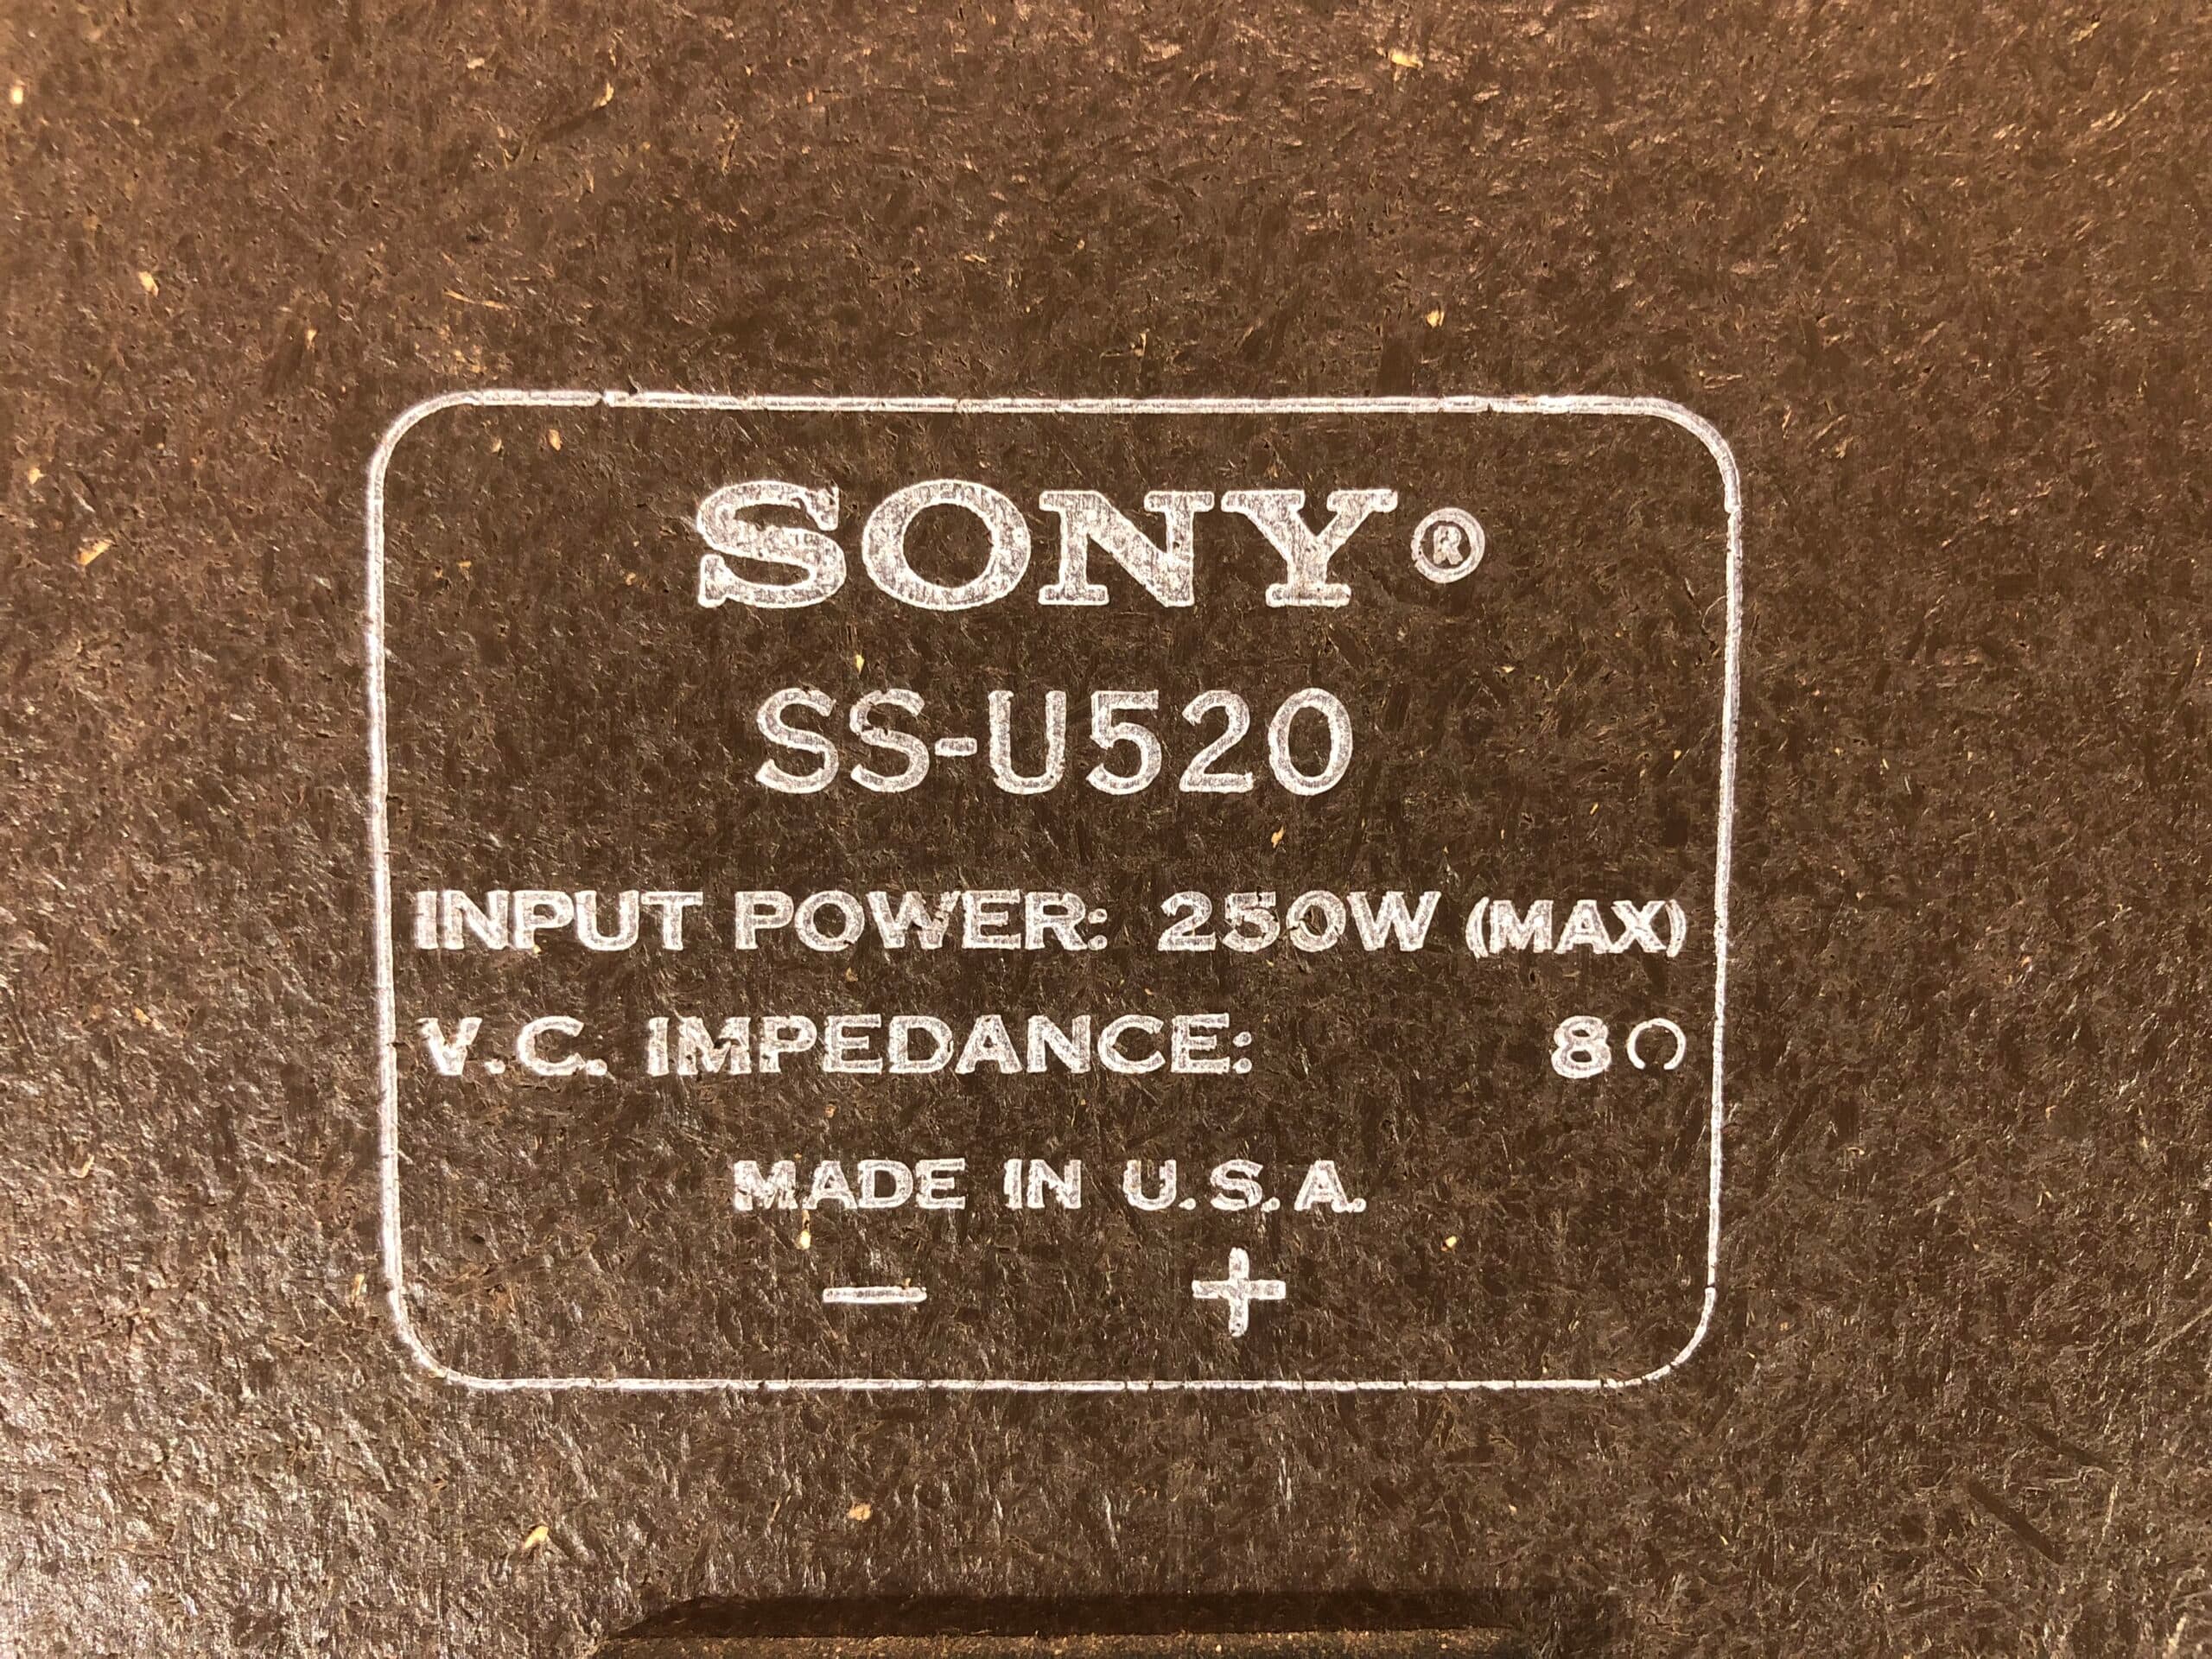 SONY®
SS-U520
INPUT POWER: 250W (MAX)
V.C. IMPEDANCE: 8Ω
MADE IN U.S.A.
— +